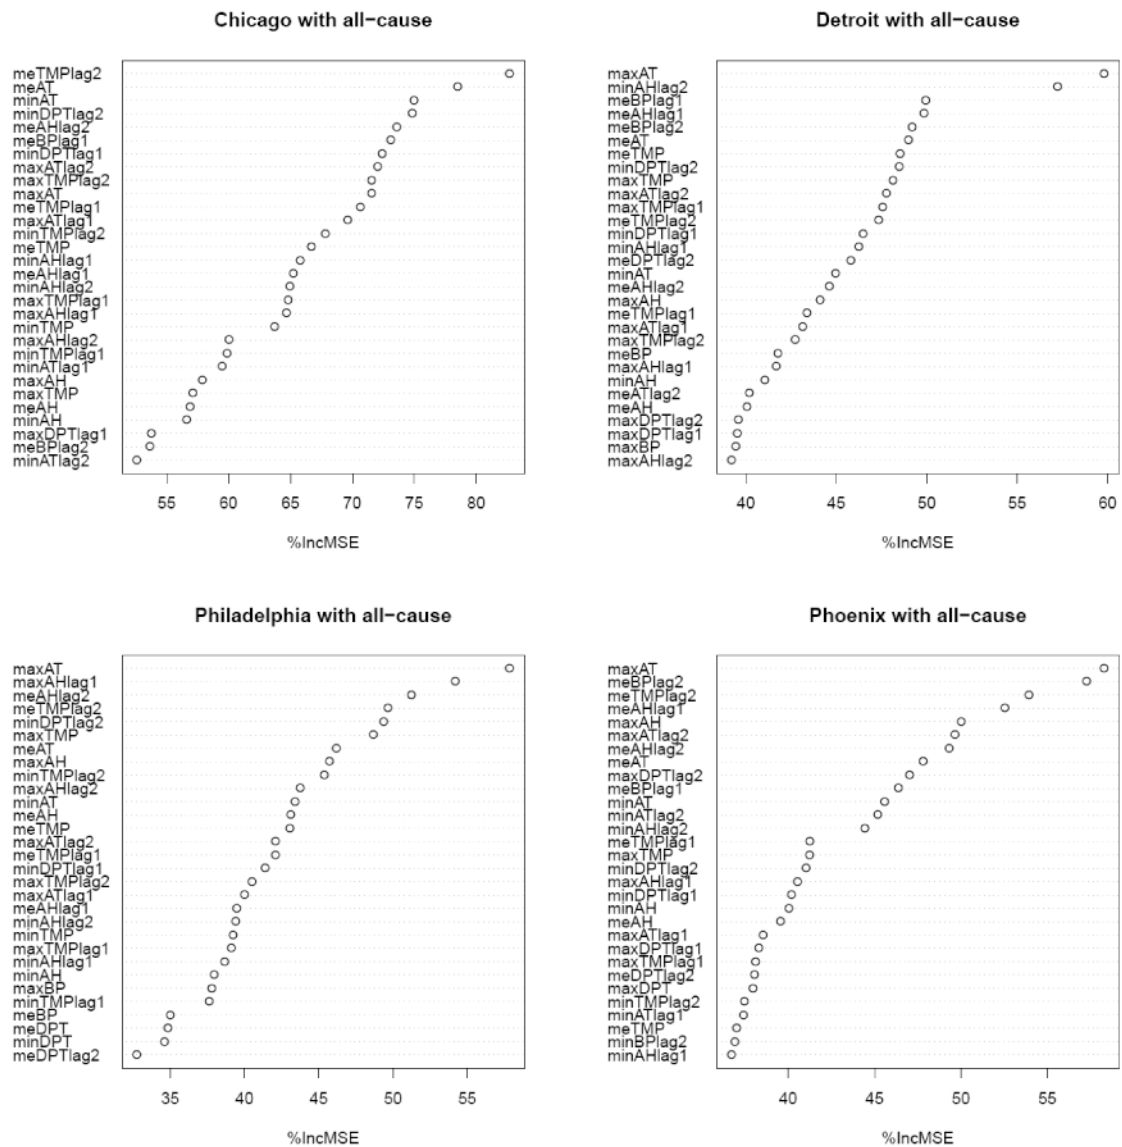 Chicago with all−cause
meTMPlag2
meAT
minAT
minDPTlag2
meAHlag2
meBPlag1
minDPTlag1
maxATlag2
maxTMPlag2
maxAT
meTMPlag1
maxATlag1
minTMPlag2
meTMP
minAHlag1
meAHlag1
minAHlag2
maxTMPlag1
maxAHlag1
minTMP
maxAHlag2
minTMPlag1
minATlag1
maxAH
maxTMP
meAH
minAH
maxDPTlag1
meBPlag2
minATlag2
55 60 65 70 75 80
%IncMSE
Detroit with all−cause
maxAT
minAHlag2
meBPlag1
meAHlag1
meBPlag2
meAT
meTMP
minDPTlag2
maxTMP
maxATlag2
maxTMPlag1
meTMPlag2
minDPTlag1
minAHlag1
meDPTlag2
minAT
meAHlag2
maxAH
meTMPlag1
maxATlag1
maxTMPlag2
meBP
maxAHlag1
minAH
meATlag2
meAH
maxDPTlag2
maxDPTlag1
maxBP
maxAHlag2
40 45 50 55 60
%IncMSE
Philadelphia with all−cause
maxAT
maxAHlag1
meAHlag2
meTMPlag2
minDPTlag2
maxTMP
meAT
maxAH
minTMPlag2
maxAHlag2
minAT
meAH
meTMP
maxATlag2
meTMPlag1
minDPTlag1
maxTMPlag2
maxATlag1
meAHlag1
minAHlag2
minTMP
maxTMPlag1
minAHlag1
minAH
maxBP
minTMPlag1
meBP
meDPT
minDPT
meDPTlag2
35 40 45 50 55
%IncMSE
Phoenix with all−cause
maxAT
meBPlag2
meTMPlag2
meAHlag1
maxAH
maxATlag2
meAHlag2
meAT
maxDPTlag2
meBPlag1
minAT
minATlag2
minAHlag2
meTMPlag1
maxTMP
minDPTlag2
maxAHlag1
minDPTlag1
minAH
meAH
maxATlag1
maxDPTlag1
maxTMPlag1
meDPTlag2
maxDPT
minTMPlag2
minATlag1
meTMP
minBPlag2
minAHlag1
40 45 50 55
%IncMSE